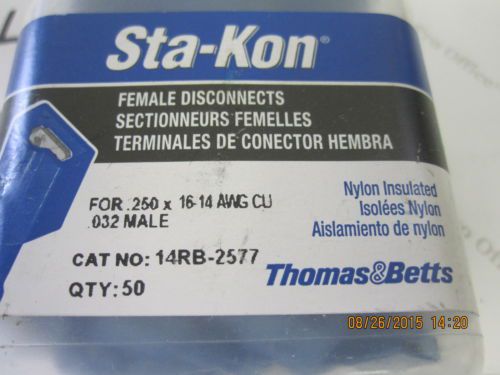 Sta-Kon®
FEMALE DISCONNECTS
SECTIONNEURS FEMELLES
TERMINALES DE CONECTOR HEMBRA
FOR .250 x 16-14 AWG CU
.032 MALE
Nylon Insulated
Isolées Nylon
Aislamiento de nylon
CAT NO: 14RB-2577
QTY: 50
Thomas&Betts
08/26/2015 14:20